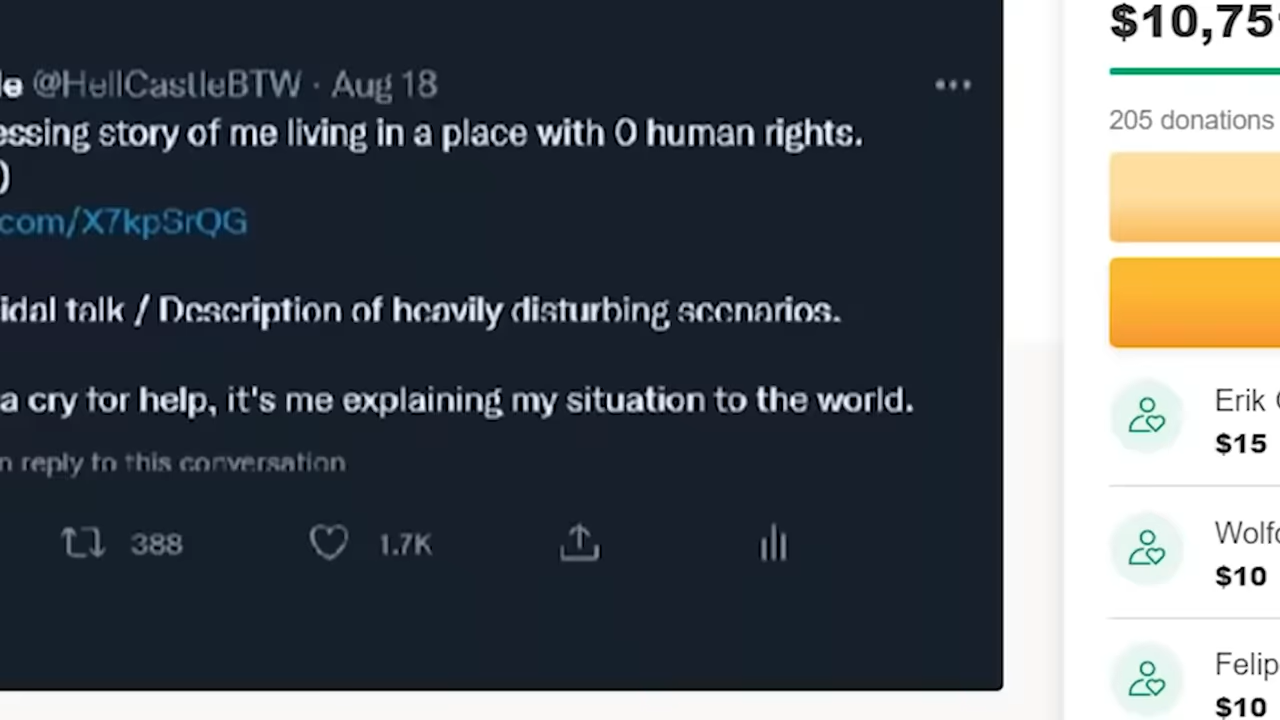 @HellCastleBTW · Aug 18
essing story of me living in a place with 0 human rights.
)
com/X7kpSrQG
idal talk / Description of heavily disturbing scenarios.
a cry for help, it's me explaining my situation to the world.
n reply to this conversation
388
1.7K
$10,75
205 donations
Erik
$15
Wolf
$10
Felip
$10